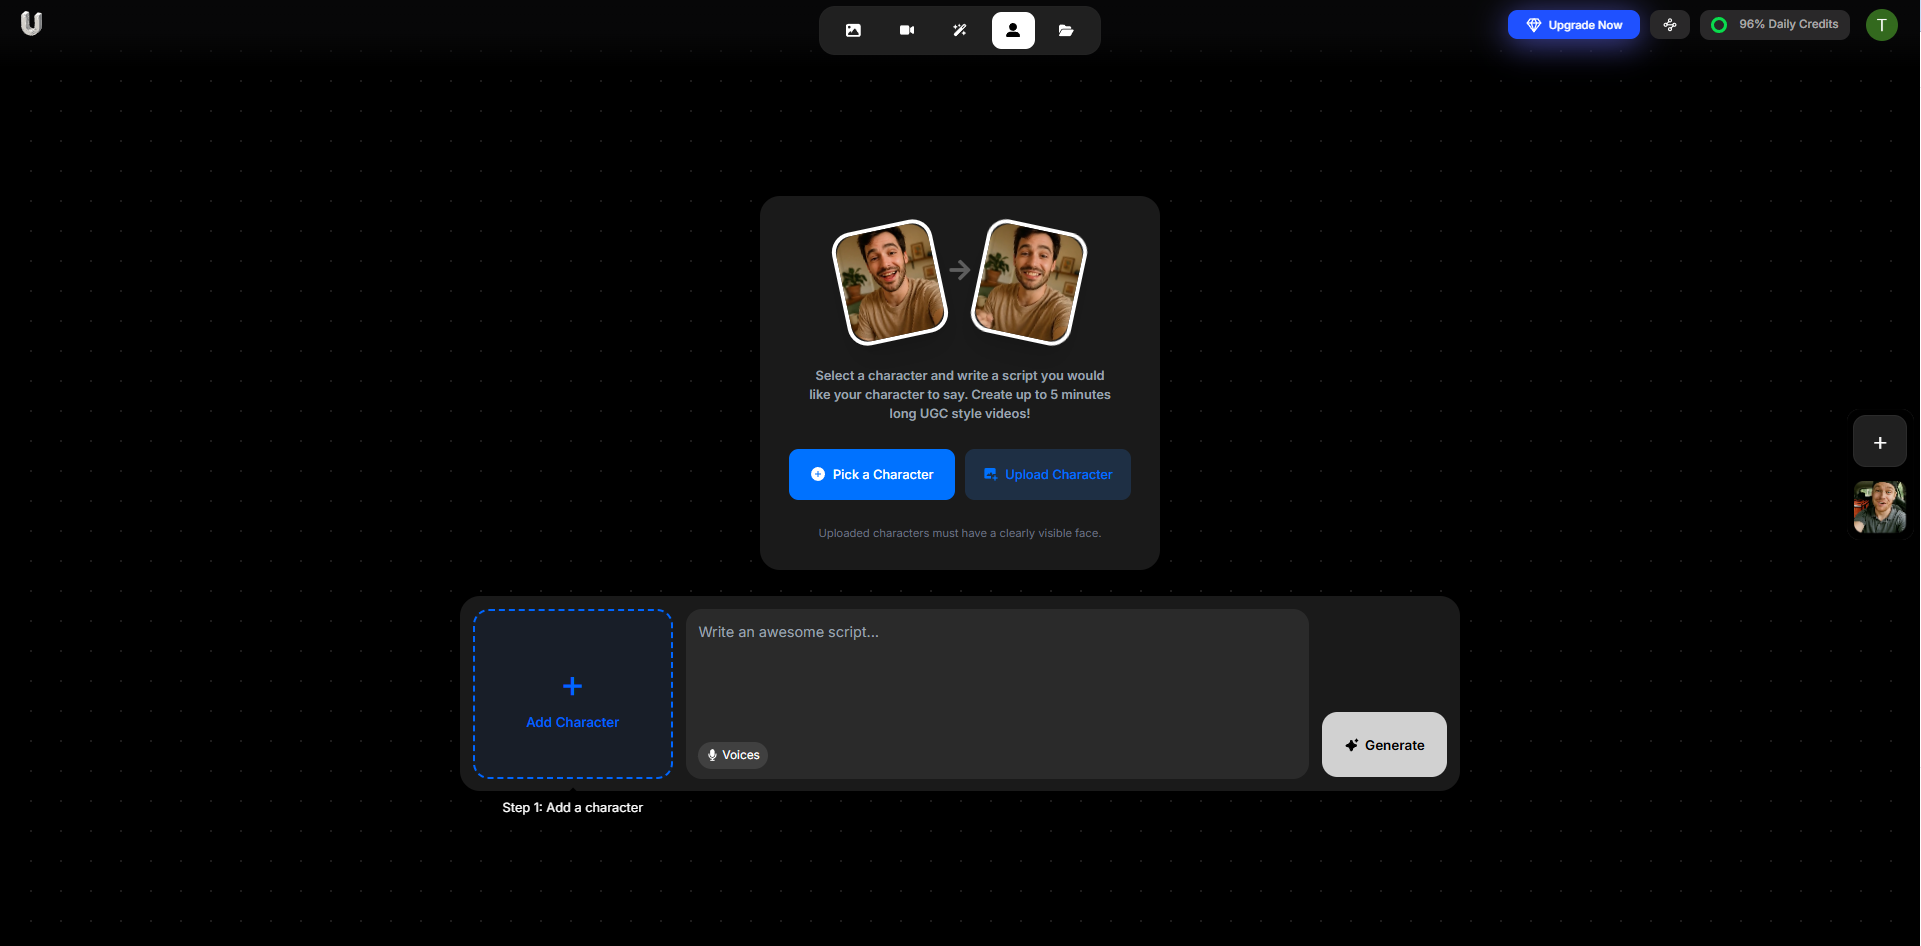 Upgrade Now
96% Daily Credits
T
Select a character and write a script you would
like your character to say. Create up to 5 minutes
long UGC style videos!
Pick a Character
Upload Character
Uploaded characters must have a clearly visible face.
Write an awesome script...
Add Character
Voices
Generate
Step 1: Add a character